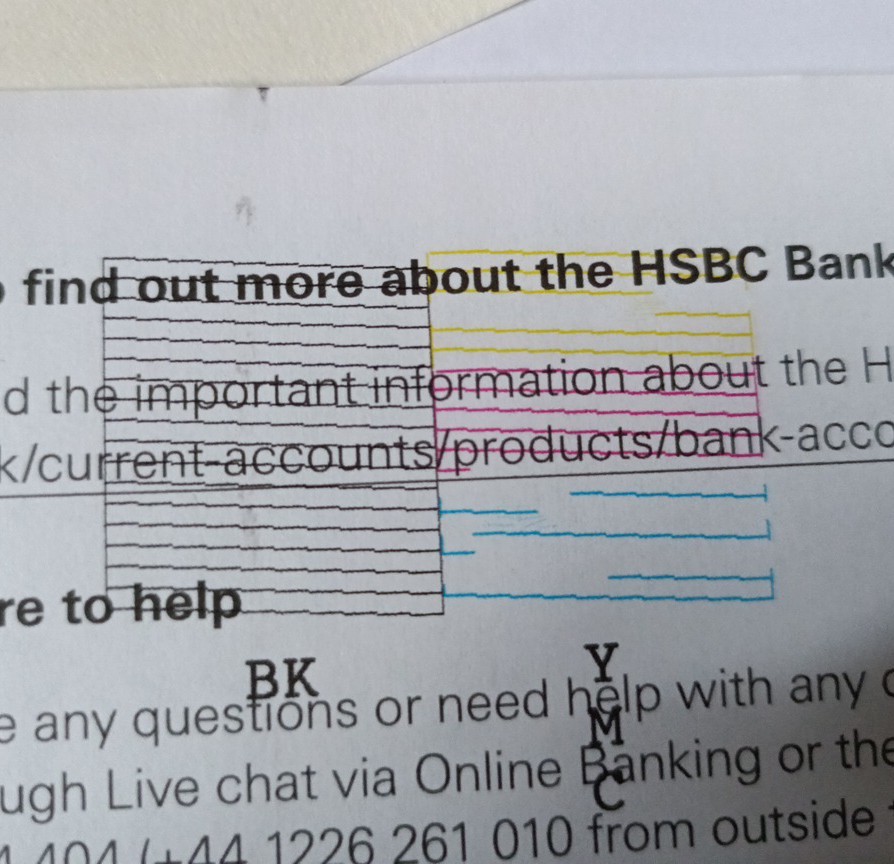 find out more about the HSBC Bank
d the important information about the H
k/current-accounts/products/bank-acco
re to help
BK
Y
e any questions or need help with any
M
ugh Live chat via Online Banking or the
C
404 (+44 1226 261 010 from outside